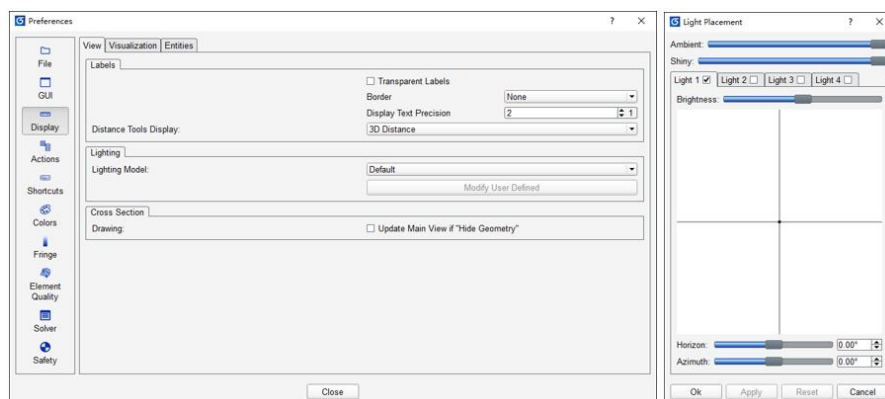 Preferences ? ×
File
GUI
Display
Actions
Shortcuts
Colors
Fringe
Element
Quality
Solver
Safety
View Visualization Entities
Labels
Transparent Labels
Border None
Display Text Precision 2 1
Distance Tools Display: 3D Distance
Lighting
Lighting Model: Default
Modify User Defined
Cross Section
Drawing: Update Main View if "Hide Geometry"
Close
Light Placement ? ×
Ambient:
Shiny:
Light 1 Light 2 Light 3 Light 4
Brightness:
Horizon: 0.00°
Azimuth: 0.00°
Ok Apply Reset Cancel